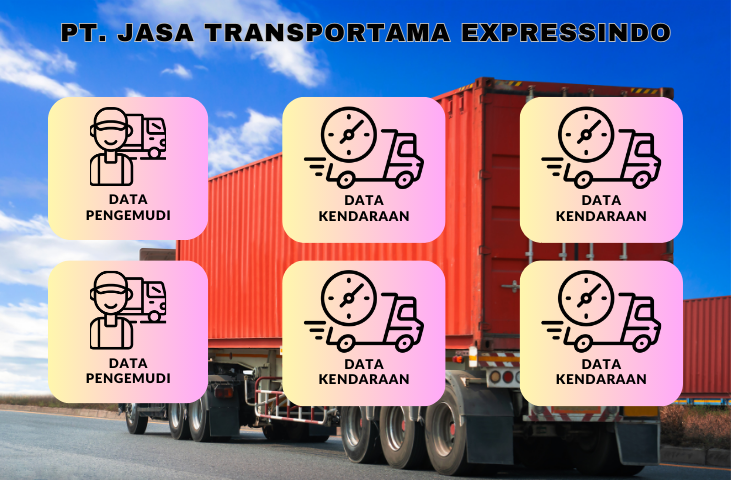 PT. JASA TRANSPORTAMA EXPRESSINDO
DATA
PENGEMUDI
DATA
KENDARAAN
DATA
KENDARAAN
DATA
PENGEMUDI
DATA
KENDARAAN
DATA
KENDARAAN